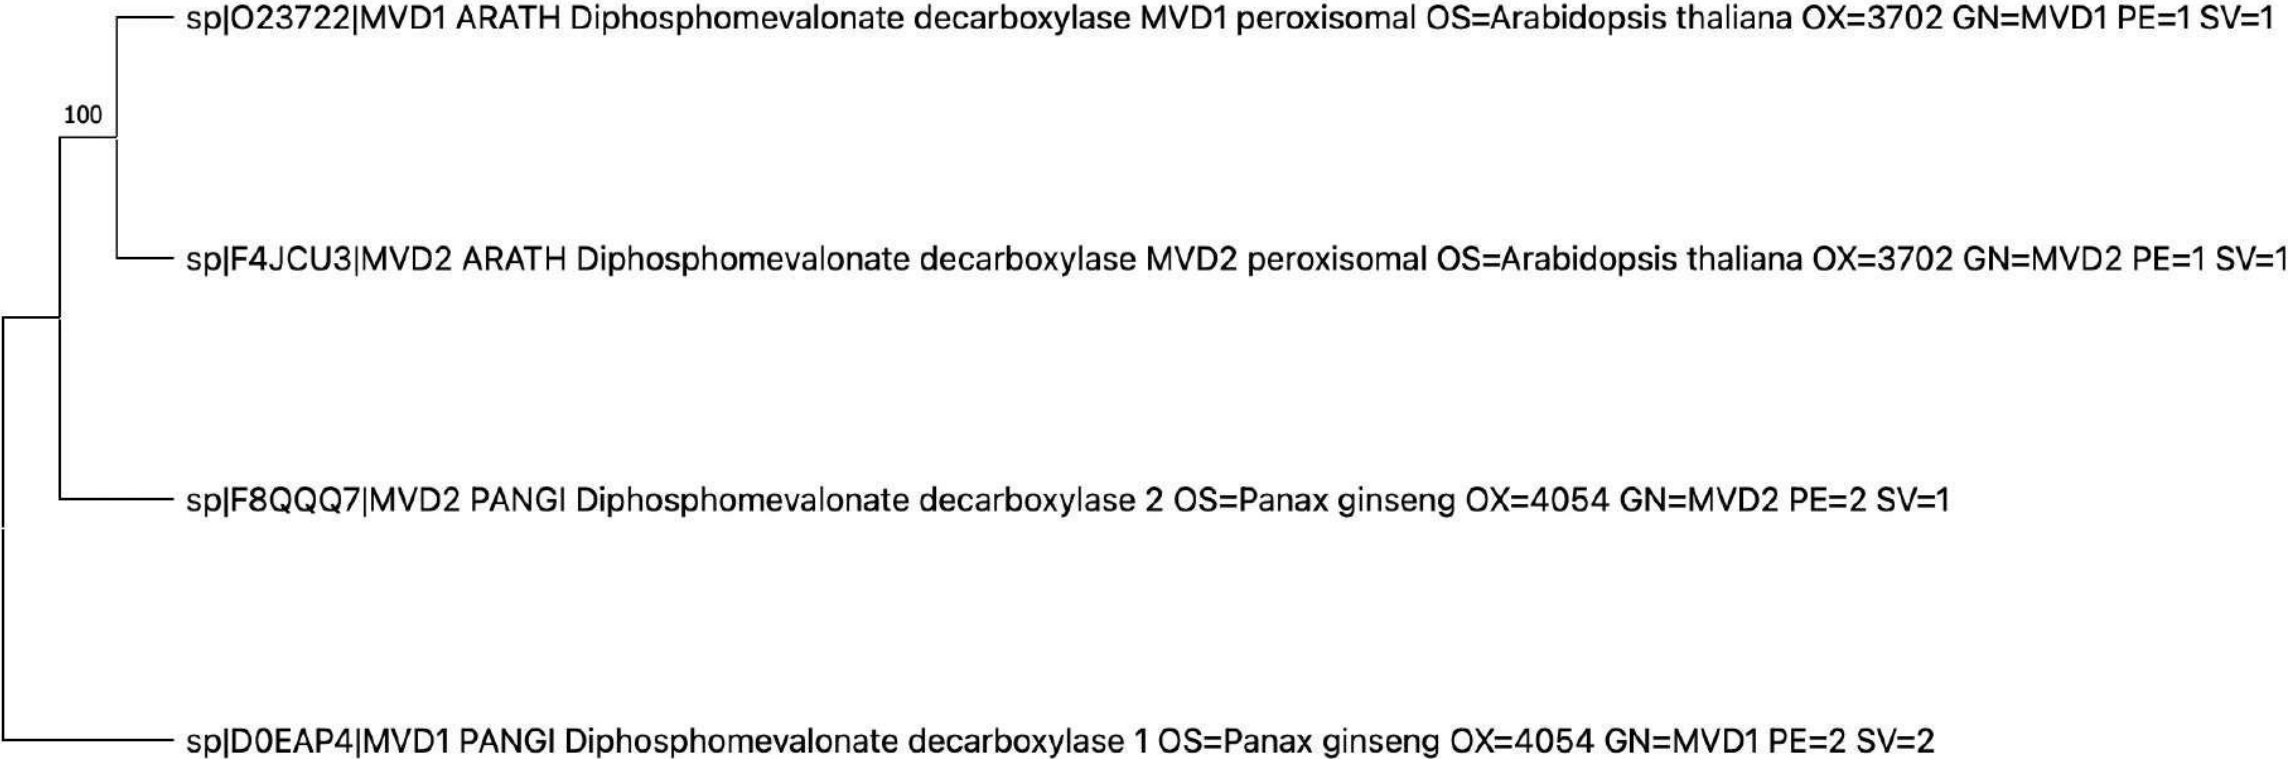 sp|O23722|MVD1 ARATH Diphosphomevalonate decarboxylase MVD1 peroxisomal OS=Arabidopsis thaliana OX=3702 GN=MVD1 PE=1 SV=1
100
sp|F4JCU3|MVD2 ARATH Diphosphomevalonate decarboxylase MVD2 peroxisomal OS=Arabidopsis thaliana OX=3702 GN=MVD2 PE=1 SV=1
sp|F8QQQ7|MVD2 PANGI Diphosphomevalonate decarboxylase 2 OS=Panax ginseng OX=4054 GN=MVD2 PE=2 SV=1
sp|D0EAP4|MVD1 PANGI Diphosphomevalonate decarboxylase 1 OS=Panax ginseng OX=4054 GN=MVD1 PE=2 SV=2